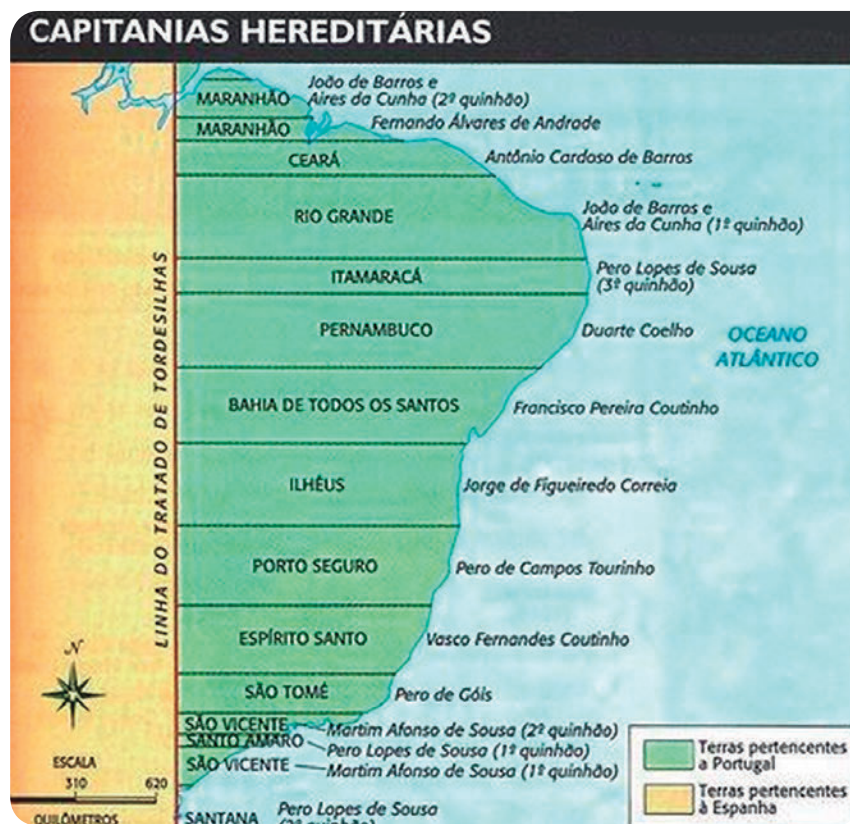 CAPITANIAS HEREDITÁRIAS
MARANHÃO
João de Barros e
Aires da Cunha (2º quinhão)
MARANHÃO
Fernando Álvares de Andrade
CEARÁ
Antônio Cardoso de Barros
RIO GRANDE
João de Barros e
Aires da Cunha (1º quinhão)
ITAMARACÁ
Pero Lopes de Sousa
(3º quinhão)
PERNAMBUCO
Duarte Coelho
OCEANO
ATLÂNTICO
BAHIA DE TODOS OS SANTOS
Francisco Pereira Coutinho
ILHÉUS
Jorge de Figueiredo Correia
PORTO SEGURO
Pero de Campos Tourinho
ESPÍRITO SANTO
Vasco Fernandes Coutinho
SÃO TOMÉ
Pero de Góis
SÃO VICENTE
Martim Afonso de Sousa (2º quinhão)
SANTO AMARO
Pero Lopes de Sousa (1º quinhão)
SÃO VICENTE
Martim Afonso de Sousa (1º quinhão)
SANTANA
Pero Lopes de Sousa
LINHA DO TRATADO DE TORDESILHAS
N
ESCALA
310 620
QUILÔMETROS
Terras pertencentes
a Portugal
Terras pertencentes
à Espanha